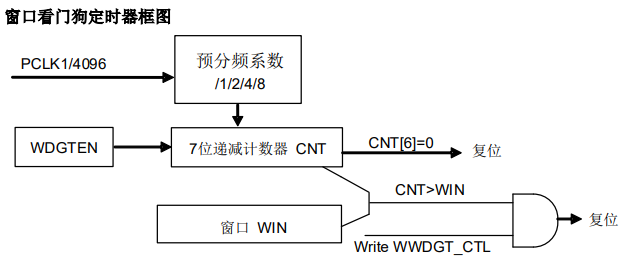 窗口看门狗定时器框图
PCLK1/4096
预分频系数
/1/2/4/8
WDGTEN
7位递减计数器 CNT
CNT[6]=0
复位
CNT>WIN
窗口 WIN
复位
Write WWDGT_CTL